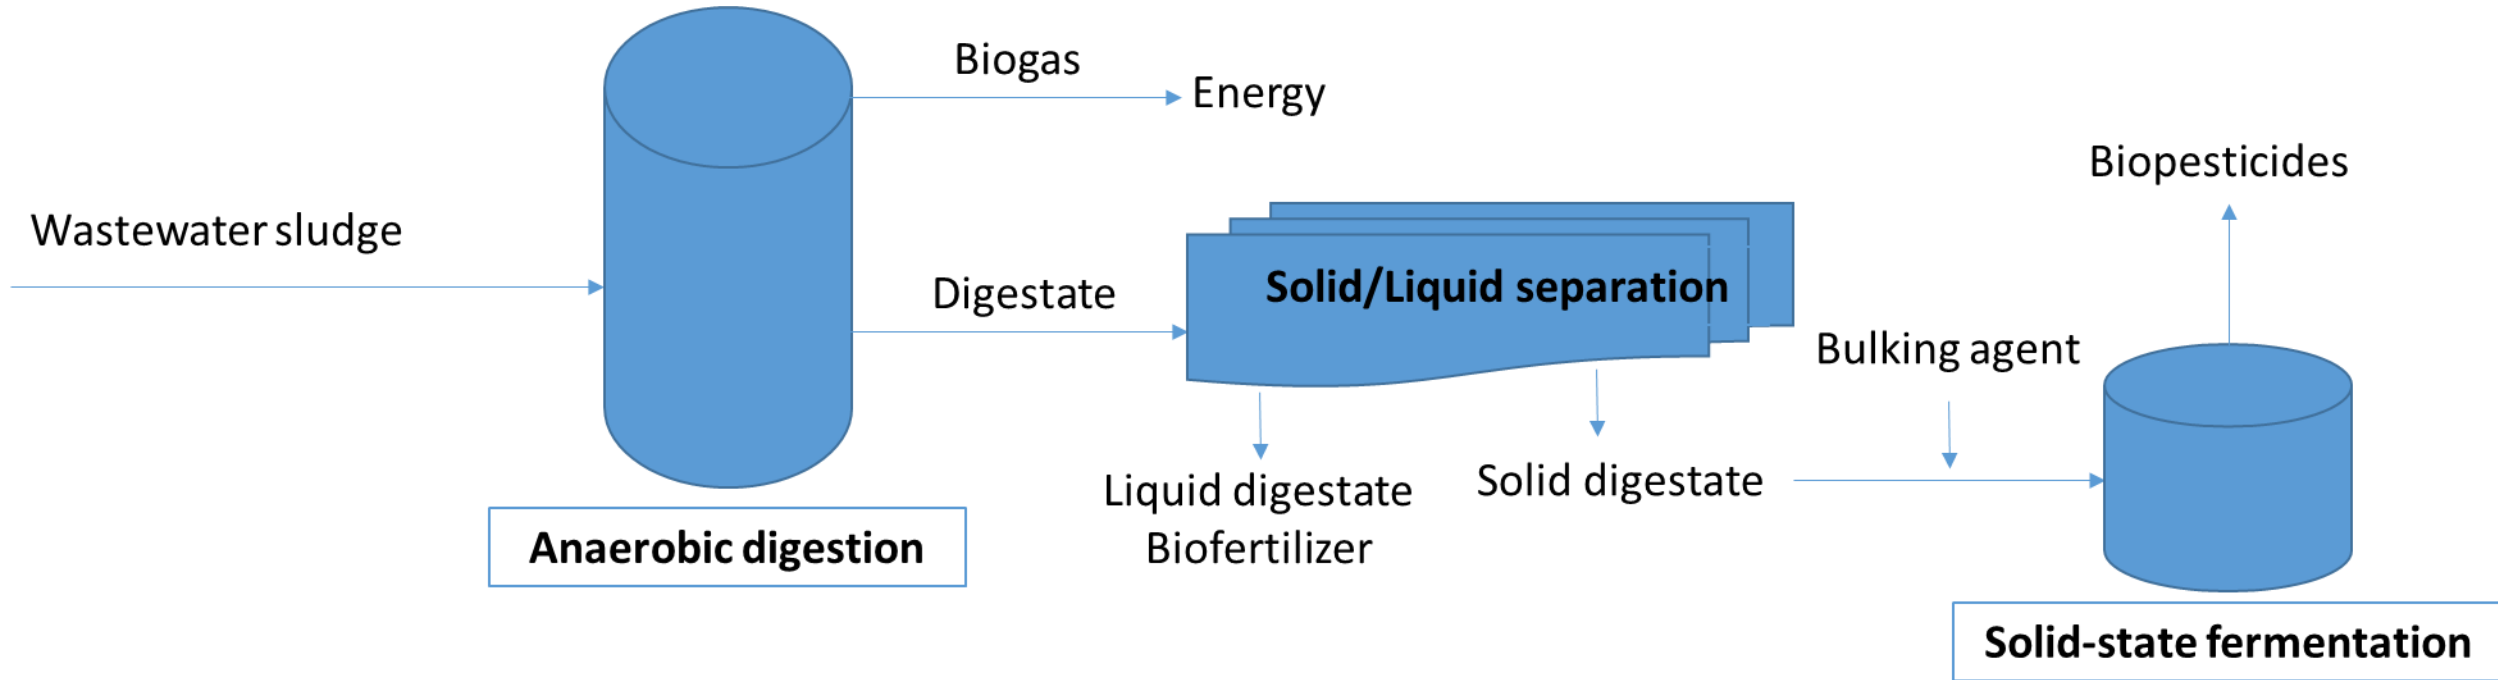 Biogas
Energy
Wastewater sludge
Digestate
Solid/Liquid separation
Biopesticides
Bulking agent
Liquid digestate
Biofertilizer
Solid digestate
Anaerobic digestion
Solid-state fermentation